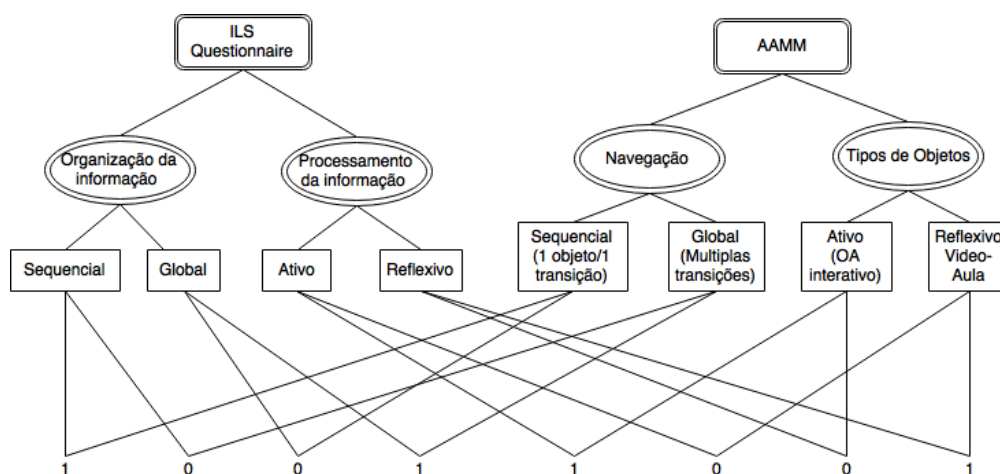 ILS
Questionnaire
AAMM
Organização da
informação
Processamento
da informação
Navegação
Tipos de Objetos
Sequencial
Global
Ativo
Reflexivo
Sequencial
(1 objeto/1
transição)
Global
(Multiplas
transições)
Ativo
(OA
interativo)
Reflexivo
Video-
Aula
1 0 0 1 1 0 0 1